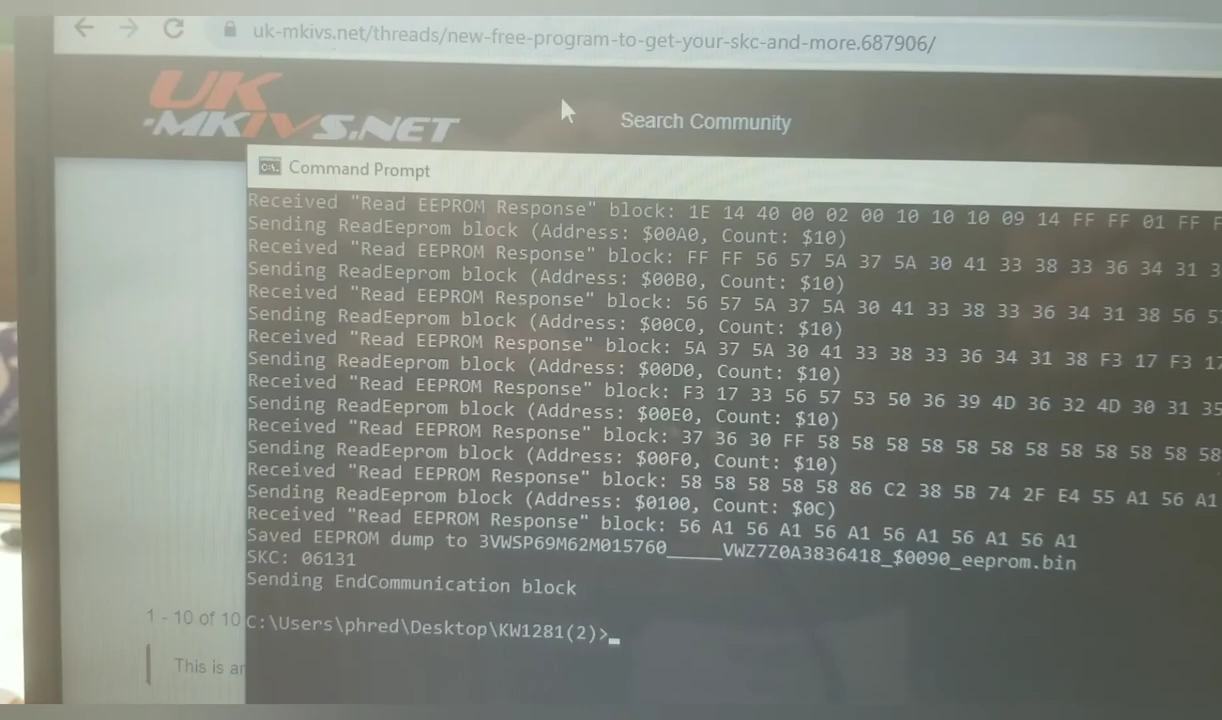 uk-mkivs.net/threads/new-free-program-to-get-your-skc-and-more.687906/
UK
-MKIVS.NET
Search Community
Command Prompt
Received "Read EEPROM Response" block: 1E 14 40 00 02 00 10 10 10 09 14 FF FF 01 FF
Sending ReadEeprom block (Address: $00A0, Count: $10)
Received "Read EEPROM Response" block: FF FF 56 57 5A 37 5A 30 41 33 38 33 36 34 31
Sending ReadEeprom block (Address: $00B0, Count: $10)
Received "Read EEPROM Response" block: 56 57 5A 37 5A 30 41 33 38 33 36 34 31 38 56
Sending ReadEeprom block (Address: $00C0, Count: $10)
Received "Read EEPROM Response" block: 5A 37 5A 30 41 33 38 33 36 34 31 38 F3 17 F3 17
Sending ReadEeprom block (Address: $00D0, Count: $10)
Received "Read EEPROM Response" block: F3 17 33 56 57 53 50 36 39 4D 36 32 4D 30 31 35
Sending ReadEeprom block (Address: $00E0, Count: $10)
Received "Read EEPROM Response" block: 37 36 30 FF 58 58 58 58 58 58 58 58 58 58 58 58
Sending ReadEeprom block (Address: $00F0, Count: $10)
Received "Read EEPROM Response" block: 58 58 58 58 58 86 C2 38 5B 74 2F E4 55 A1 56 A1
Sending ReadEeprom block (Address: $0100, Count: $0C)
Received "Read EEPROM Response" block: 56 A1 56 A1 56 A1 56 A1 56 A1 56 A1
Saved EEPROM dump to 3VWSP69M62M015760_____VWZ7Z0A3836418_$0090_eeprom.bin
SKC: 06131
Sending EndCommunication block
1 - 10 of 10
C:\Users\phred\Desktop\KW1281(2)>
This is